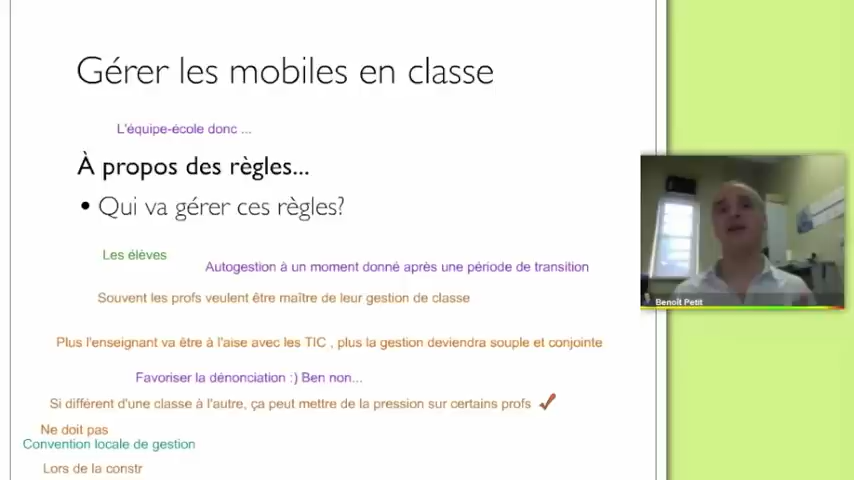 Gérer les mobiles en classe
L'équipe-école donc ...
À propos des règles...
• Qui va gérer ces règles?
Les élèves
Autogestion à un moment donné après une période de transition
Souvent les profs veulent être maître de leur gestion de classe
Plus l'enseignant va être à l'aise avec les TIC , plus la gestion deviendra souple et conjointe
Favoriser la dénonciation :) Ben non...
Si différent d'une classe à l'autre, ça peut mettre de la pression sur certains profs
Ne doit pas
Convention locale de gestion
Lors de la constr
Benoît Petit